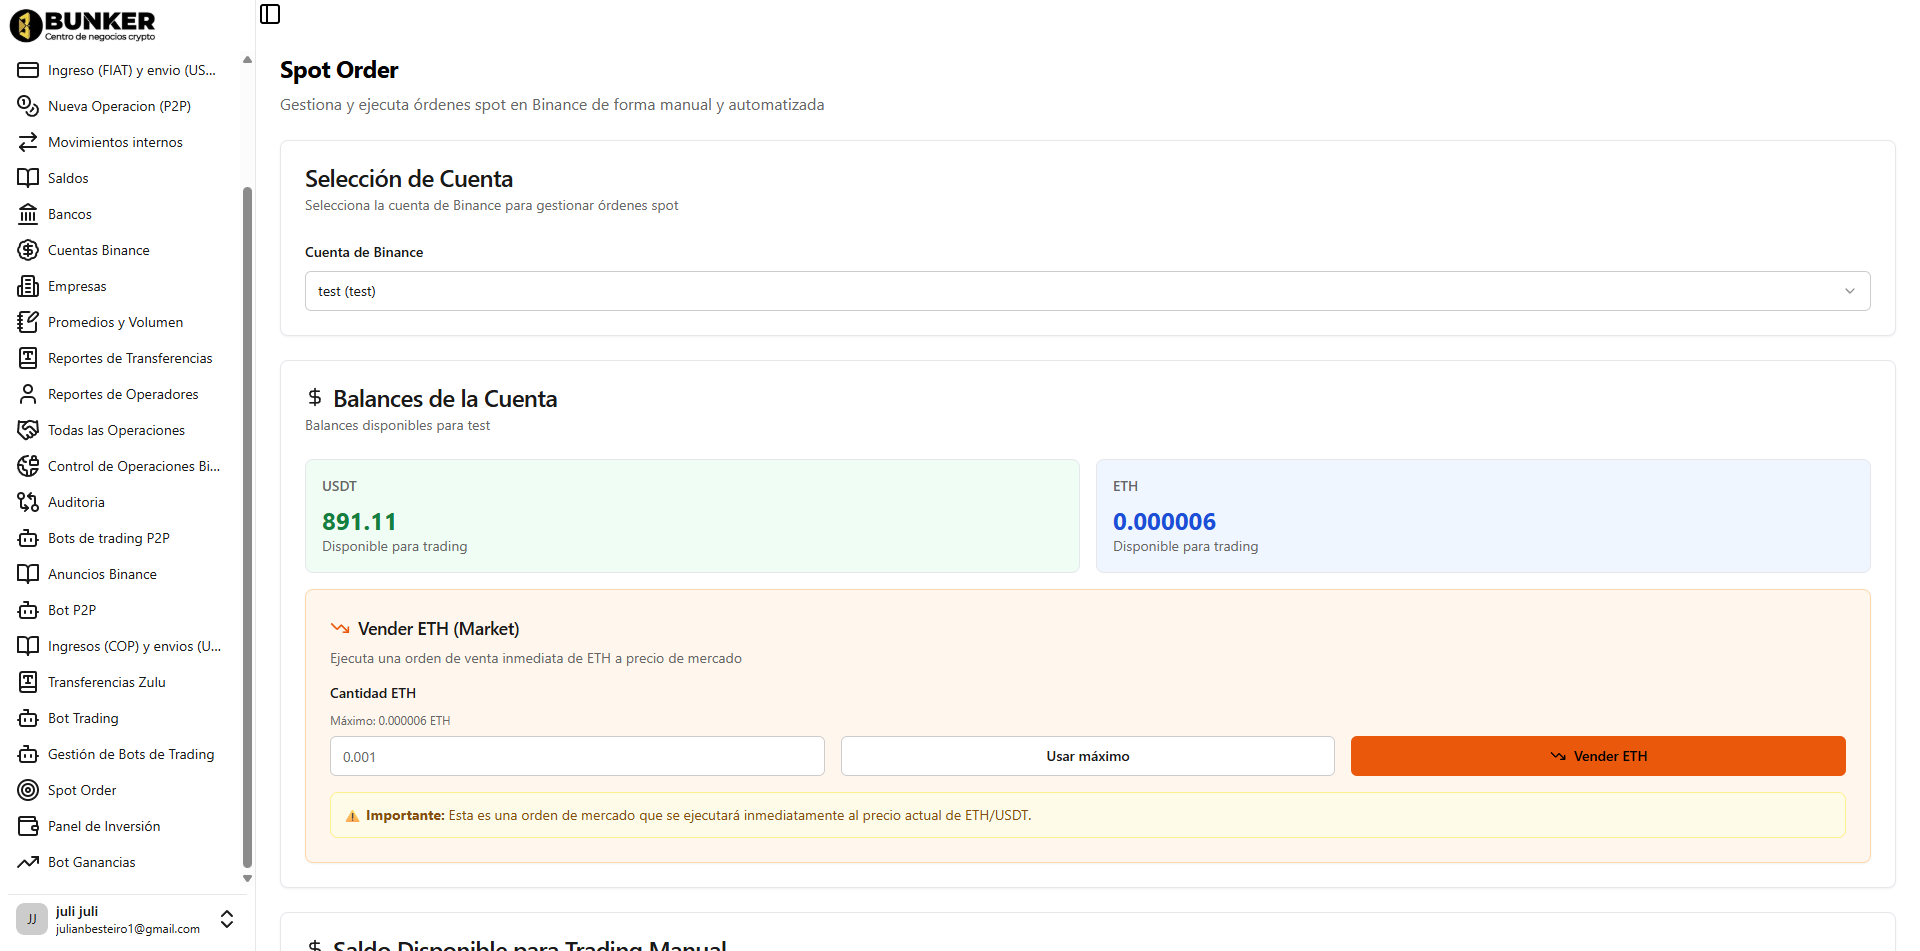 BUNKER
Centro de negocios crypto
Ingreso (FIAT) y envio (US...
Nueva Operacion (P2P)
Movimientos internos
Saldos
Bancos
Cuentas Binance
Empresas
Promedios y Volumen
Reportes de Transferencias
Reportes de Operadores
Todas las Operaciones
Control de Operaciones Bi...
Auditoria
Bots de trading P2P
Anuncios Binance
Bot P2P
Ingresos (COP) y envios (U...
Transferencias Zulu
Bot Trading
Gestión de Bots de Trading
Spot Order
Panel de Inversión
Bot Ganancias
JJ
juli juli
julianbesteiro1@gmail.com
Spot Order
Gestiona y ejecuta órdenes spot en Binance de forma manual y automatizada
Selección de Cuenta
Selecciona la cuenta de Binance para gestionar órdenes spot
Cuenta de Binance
test (test)
$ Balances de la Cuenta
Balances disponibles para test
USDT
891.11
Disponible para trading
ETH
0.000006
Disponible para trading
Vender ETH (Market)
Ejecuta una orden de venta inmediata de ETH a precio de mercado
Cantidad ETH
Máximo: 0.000006 ETH
0.001
Usar máximo
Vender ETH
Importante: Esta es una orden de mercado que se ejecutará inmediatamente al precio actual de ETH/USDT.
$ Saldo Disponible para Trading Manual